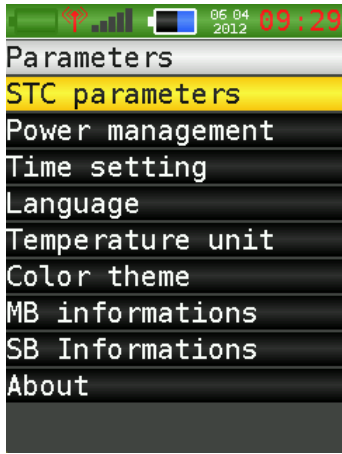 06 04
2012
09:29
Parameters
STC parameters
Power management
Time setting
Language
Temperature unit
Color theme
MB informations
SB Informations
About